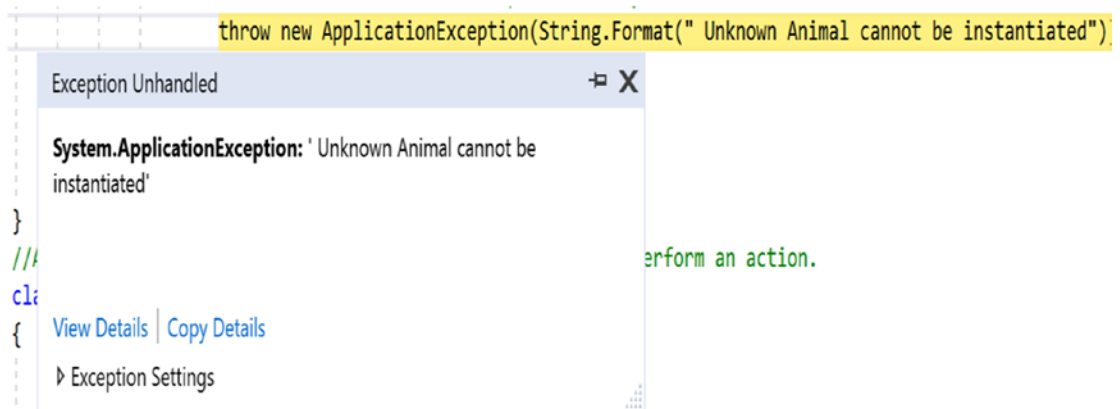 throw new ApplicationException(String.Format(" Unknown Animal cannot be instantiated")
Exception Unhandled
System.ApplicationException: ' Unknown Animal cannot be
instantiated'
}
// erform an action.
{
View Details | Copy Details
Exception Settings